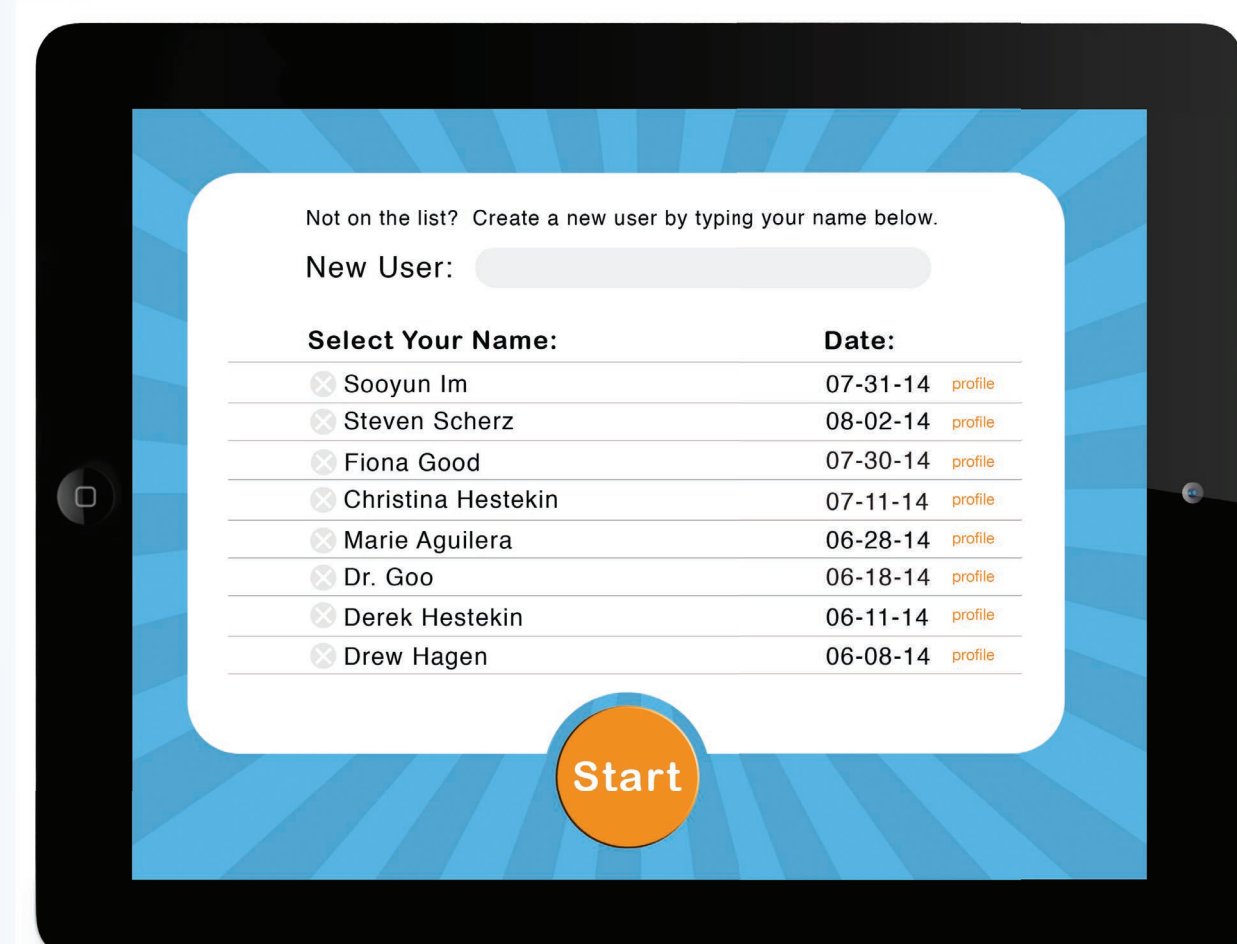 Not on the list?  Create a new user by typing your name below.
New User:
Select Your Name: Date:
Sooyun Im 07-31-14 profile
Steven Scherz 08-02-14 profile
Fiona Good 07-30-14 profile
Christina Hestekin 07-11-14 profile
Marie Aguilera 06-28-14 profile
Dr. Goo 06-18-14 profile
Derek Hestekin 06-11-14 profile
Drew Hagen 06-08-14 profile
Start